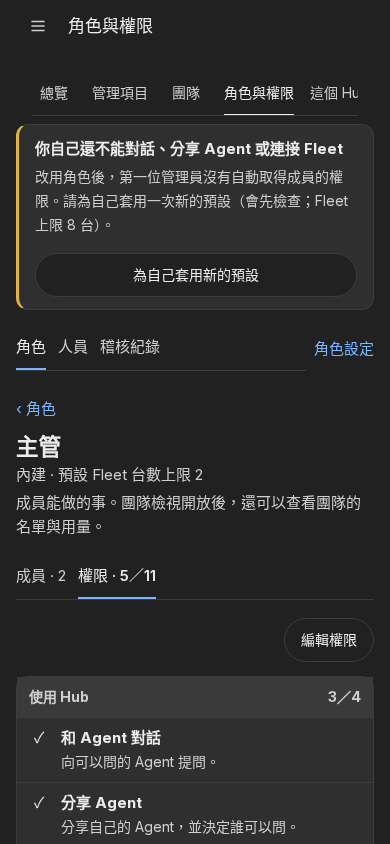 角色與權限
總覽 管理項目 團隊 角色與權限 這個 Hu
你自己還不能對話、分享 Agent 或連接 Fleet
改用角色後，第一位管理員沒有自動取得成員的權
限。請為自己套用一次新的預設（會先檢查；Fleet
上限 8 台）。
為自己套用新的預設
角色 人員 稽核紀錄 角色設定
‹ 角色
主管
內建 · 預設 Fleet 台數上限 2
成員能做的事。團隊檢視開放後，還可以查看團隊的
名單與用量。
成員 · 2 權限 · 5／11
編輯權限
使用 Hub 3／4
✓ 和 Agent 對話
向可以問的 Agent 提問。
✓ 分享 Agent
分享自己的 Agent，並決定誰可以問。